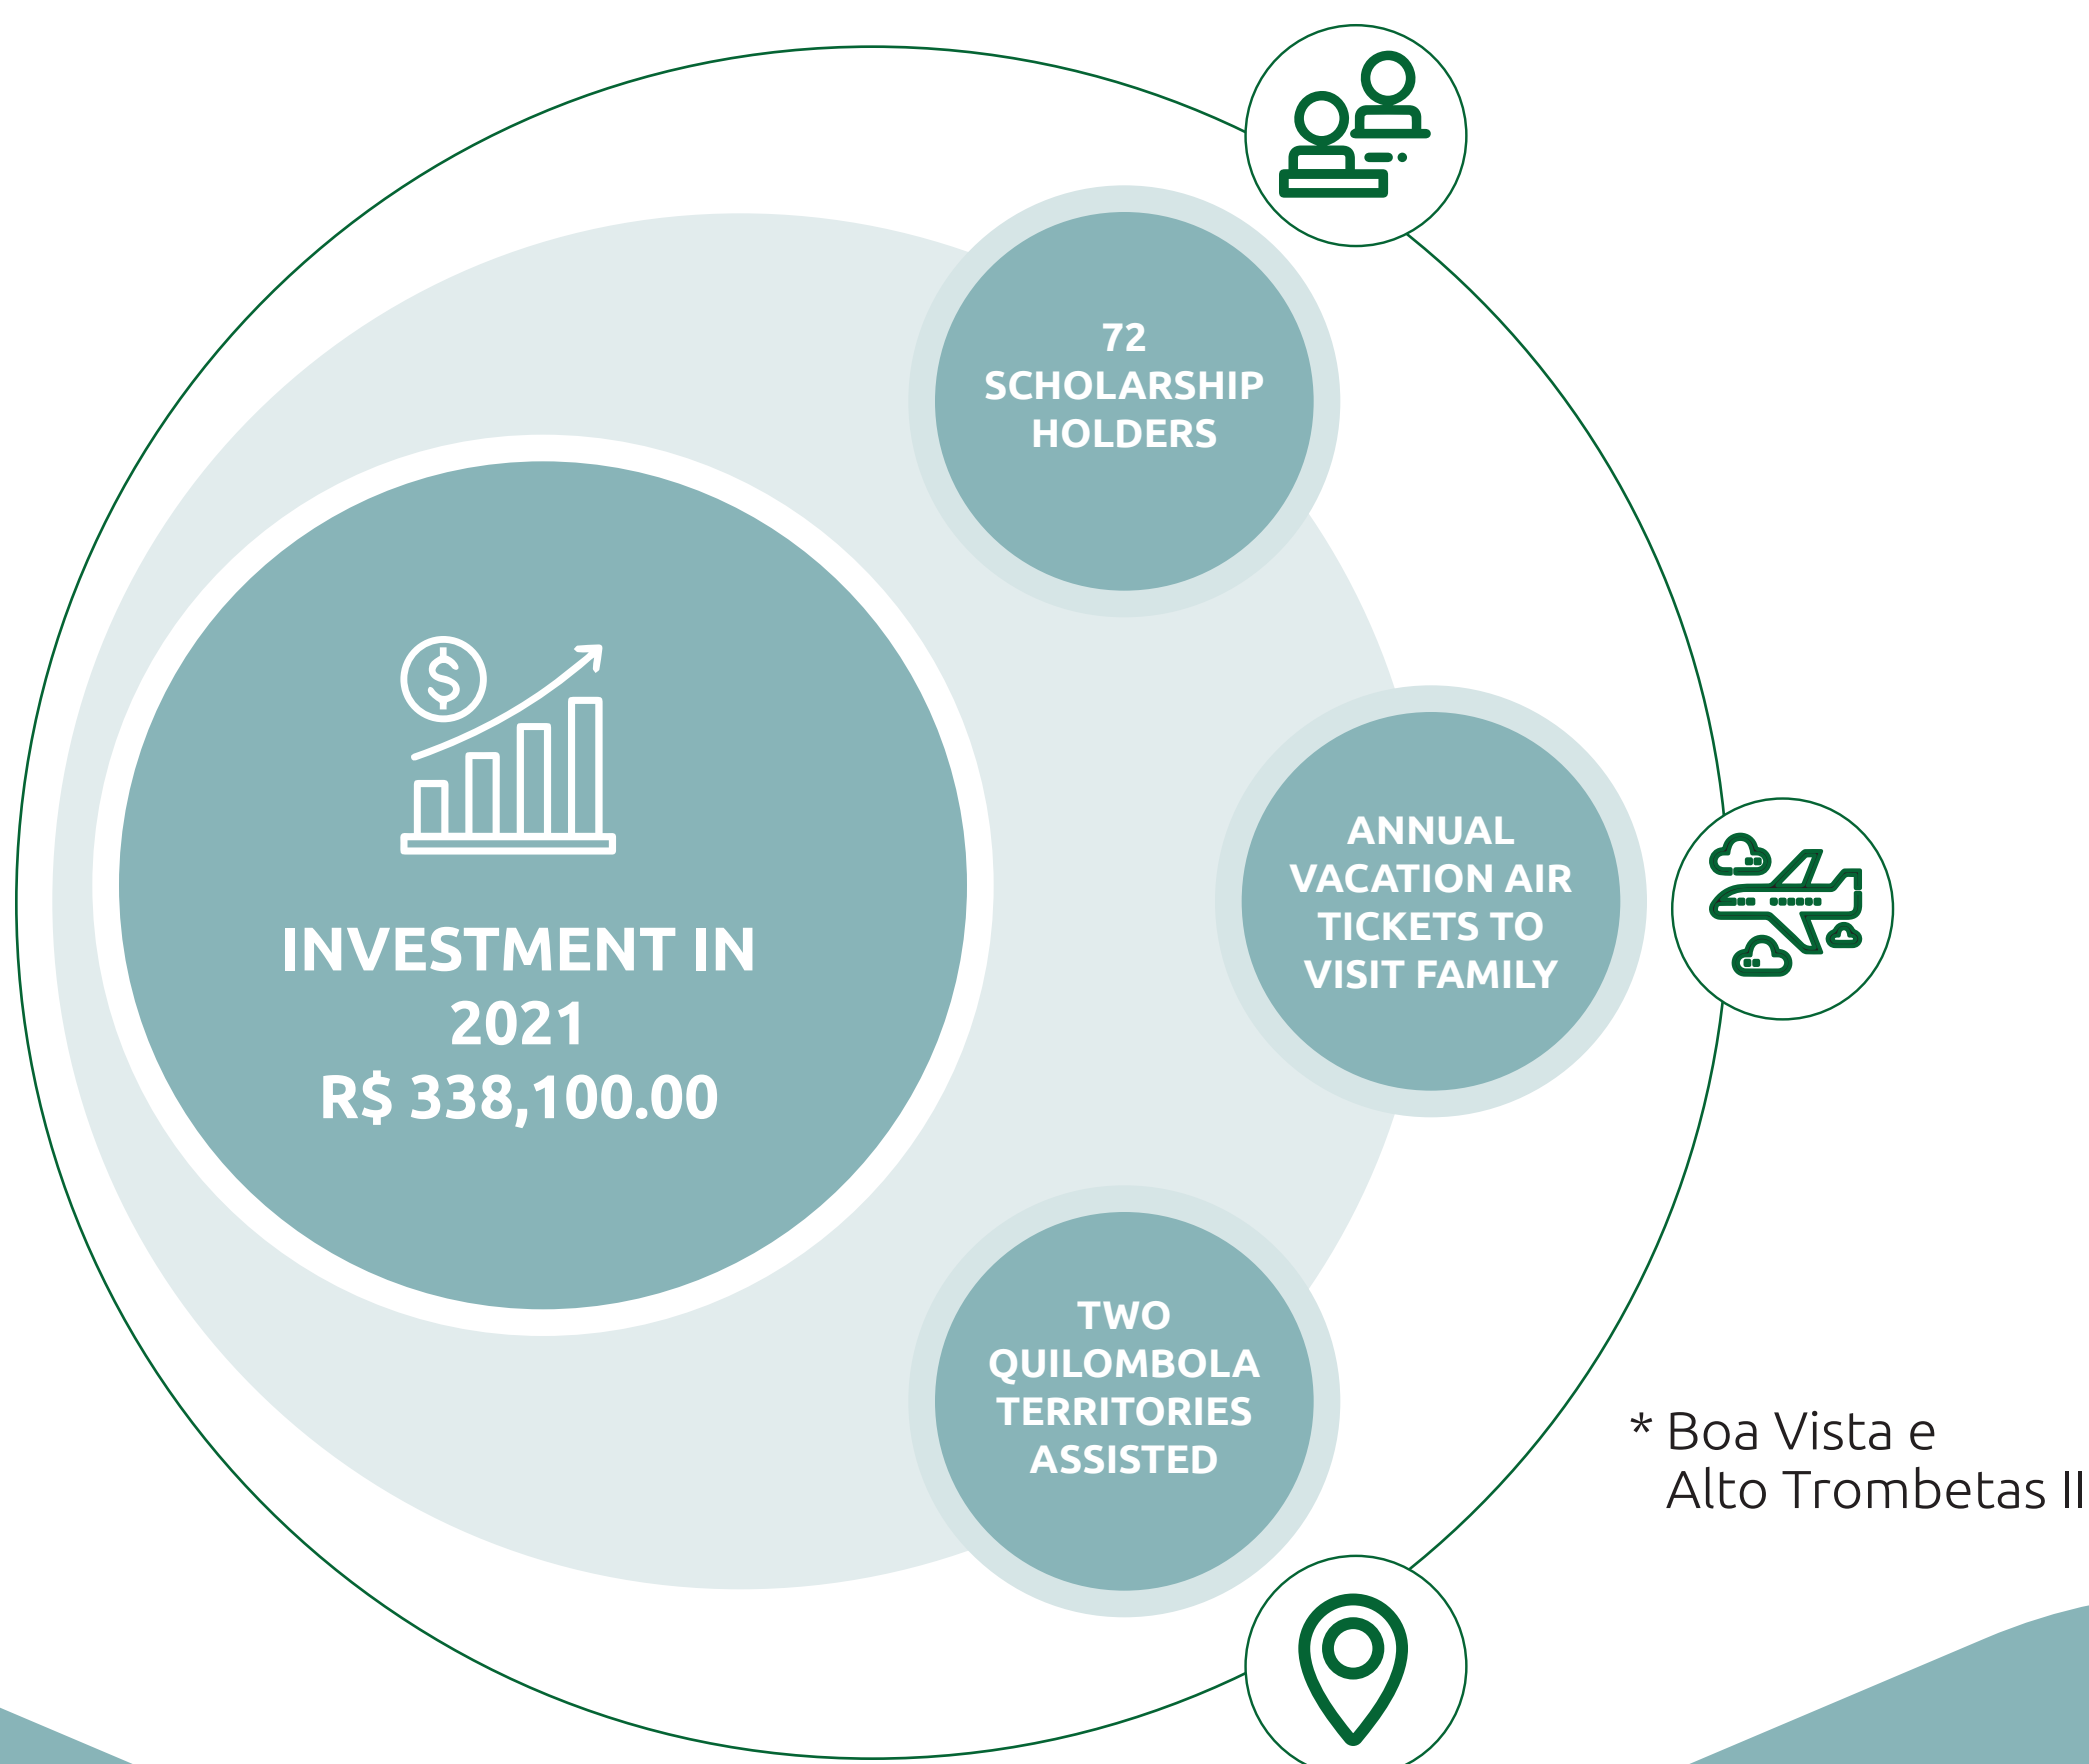 72
SCHOLARSHIP
HOLDERS
$
INVESTMENT IN
2021
R$ 338,100.00
ANNUAL
VACATION AIR
TICKETS TO
VISIT FAMILY
TWO
QUILOMBOLA
TERRITORIES
ASSISTED
* Boa Vista e
Alto Trombetas II